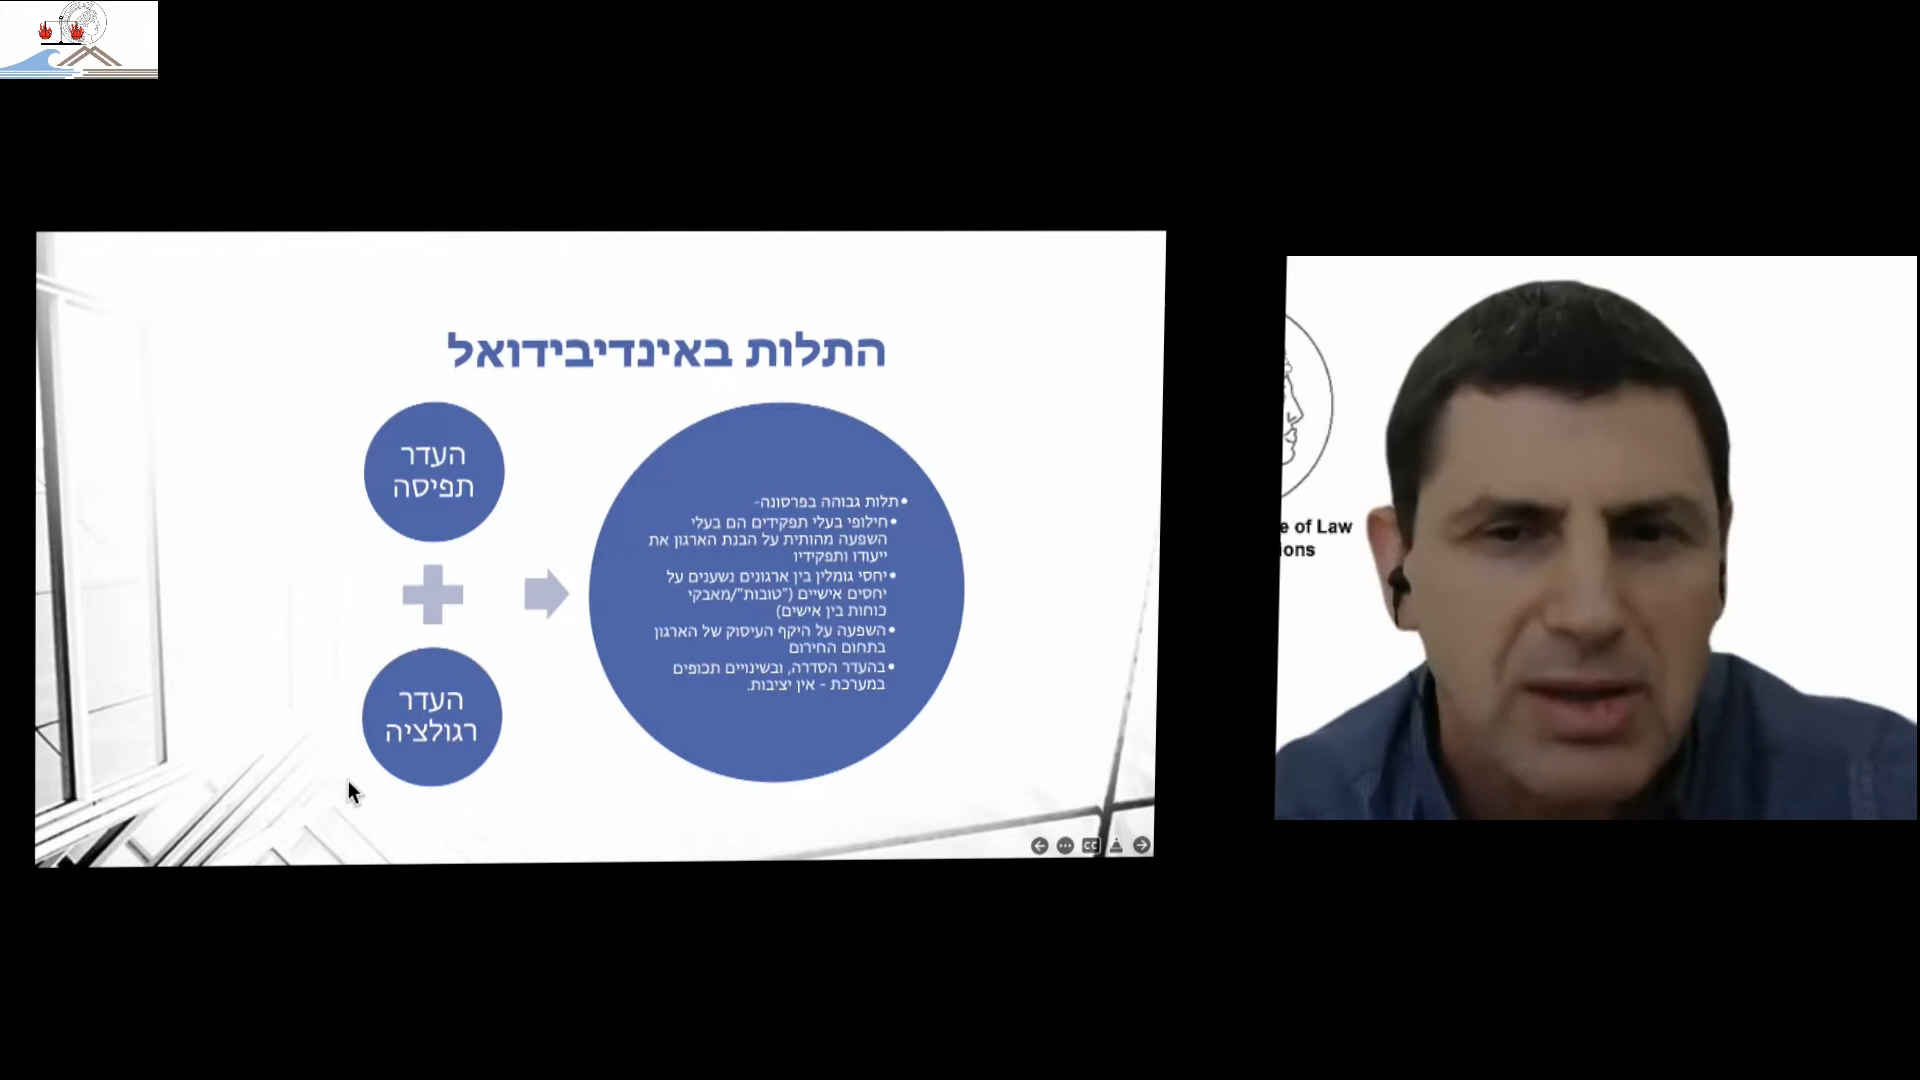 התלות באינדיבידואל
העדר
תפיסה
העדר
רגולציה
•תלות גבוהה בפרסונה-
•חילופי בעלי תפקידים הם בעלי
השפעה מהותית על הבנת הארגון את
ייעודו ותפקידיו
•יחסי גומלין בין ארגונים נשענים על
יחסים אישיים ("טובות"/מאבקי
כוחות בין אישים)
•השפעה על היקף העיסוק של הארגון
בתחום החירום
•בהעדר הסדרה, ובשינויים תכופים
במערכת - אין יציבות.
CC
e of Law
ions